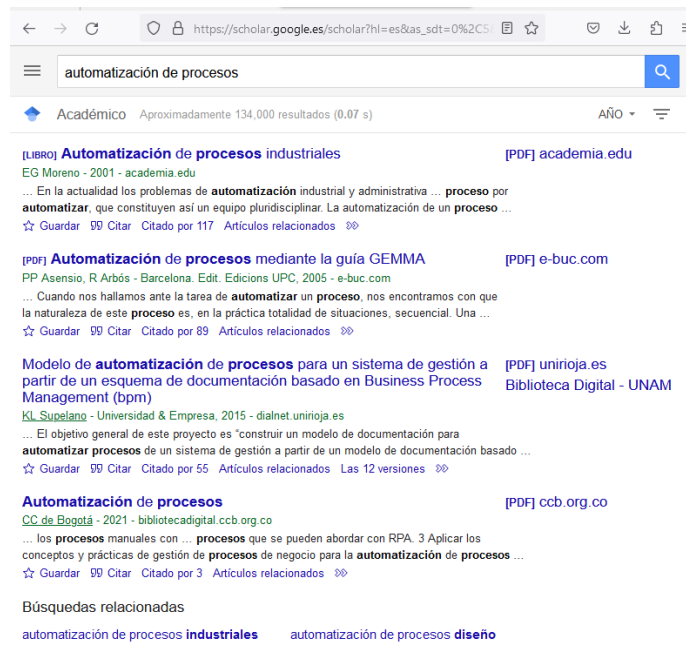 https://scholar.google.es/scholar?hl=es&as_sdt=0%2C5
automatización de procesos
Académico Aproximadamente 134,000 resultados (0.07 s) AÑO
[LIBRO] Automatización de procesos industriales [PDF] academia.edu
EG Moreno - 2001 - academia.edu
... En la actualidad los problemas de automatización industrial y administrativa ... proceso por
automatizar, que constituyen así un equipo pluridisciplinar. La automatización de un proceso ...
Guardar Citar Citado por 117 Artículos relacionados
[PDF] Automatización de procesos mediante la guía GEMMA [PDF] e-buc.com
PP Asensio, R Arbós - Barcelona. Edit. Edicions UPC, 2005 - e-buc.com
... Cuando nos hallamos ante la tarea de automatizar un proceso, nos encontramos con que
la naturaleza de este proceso es, en la práctica totalidad de situaciones, secuencial. Una ...
Guardar Citar Citado por 89 Artículos relacionados
Modelo de automatización de procesos para un sistema de gestión a [PDF] unirioja.es
partir de un esquema de documentación basado en Business Process Biblioteca Digital - UNAM
Management (bpm)
KL Supelano - Universidad & Empresa, 2015 - dialnet.unirioja.es
... El objetivo general de este proyecto es “construir un modelo de documentación para
automatizar procesos de un sistema de gestión a partir de un modelo de documentación basado ...
Guardar Citar Citado por 55 Artículos relacionados Las 12 versiones
Automatización de procesos [PDF] ccb.org.co
CC de Bogotá - 2021 - bibliotecadigital.ccb.org.co
... los procesos manuales con ... procesos que se pueden abordar con RPA. 3 Aplicar los
conceptos y prácticas de gestión de procesos de negocio para la automatización de procesos ...
Guardar Citar Citado por 3 Artículos relacionados
Búsquedas relacionadas
automatización de procesos industriales automatización de procesos diseño